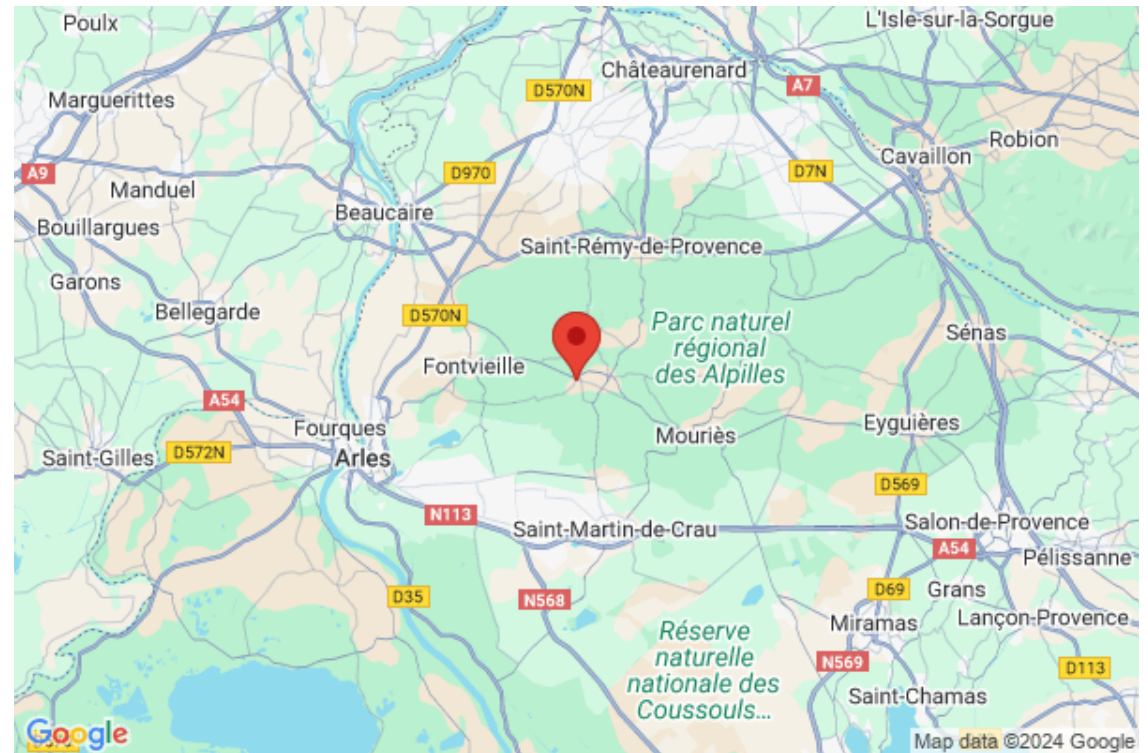 Poulx
L'Isle-sur-la-Sorgue
Châteaurenard
A7
D570N
Marguerittes
Robion
Cavaillon
A9
D970
D7N
Manduel
Beaucaire
Bouillargues
Saint-Rémy-de-Provence
Garons
Bellegarde
D570N
Parc naturel
régional
des Alpilles
Sénas
Fontvieille
A54
Fourques
Mouriès
Eyguières
Saint-Gilles
D572N
Arles
D569
N113
Saint-Martin-de-Crau
Salon-de-Provence
A54
Pélissanne
D35
N568
D69
Grans
Lançon-Provence
Miramas
Réserve
naturelle
nationale des
Coussouls...
N569
D113
Saint-Chamas
Google
Map data ©2024 Google